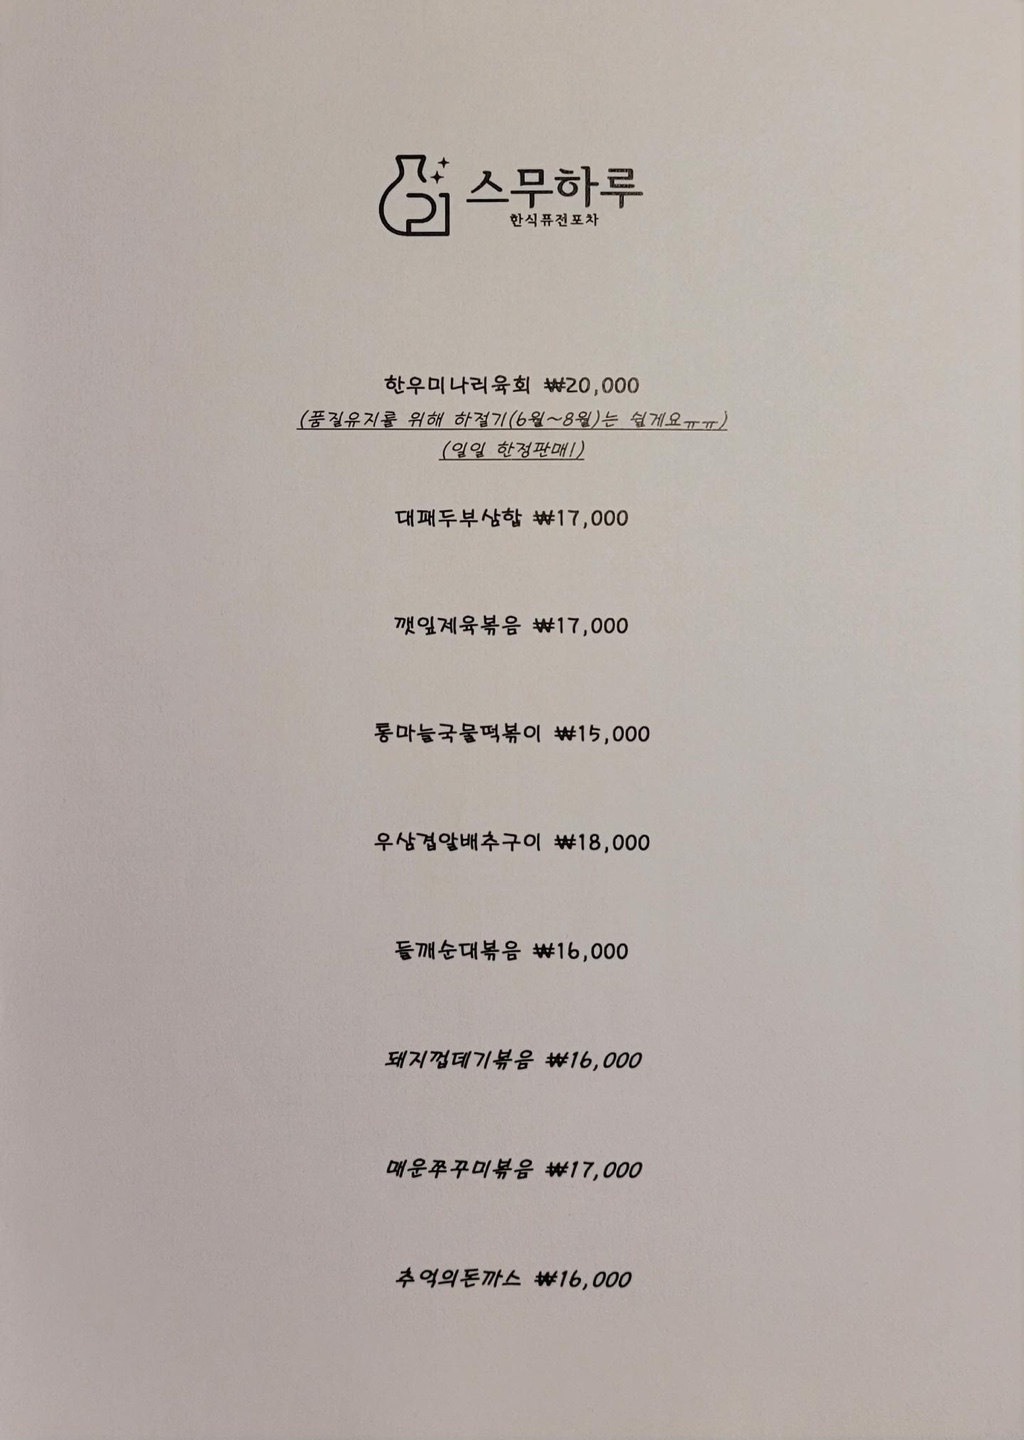 스무하루
한식퓨전포차
한우미나리육회 ₩20,000
(품질유지를 위해 하절기(6월~8월)는 쉴게요ㅠㅠ)
(일일 한정판매!)
대패두부삼합 ₩17,000
깻잎제육볶음 ₩17,000
통마늘국물떡볶이 ₩15,000
우삼겹알배추구이 ₩18,000
들깨순대볶음 ₩16,000
돼지껍데기볶음 ₩16,000
매운쭈꾸미볶음 ₩17,000
추억의돈까스 ₩16,000